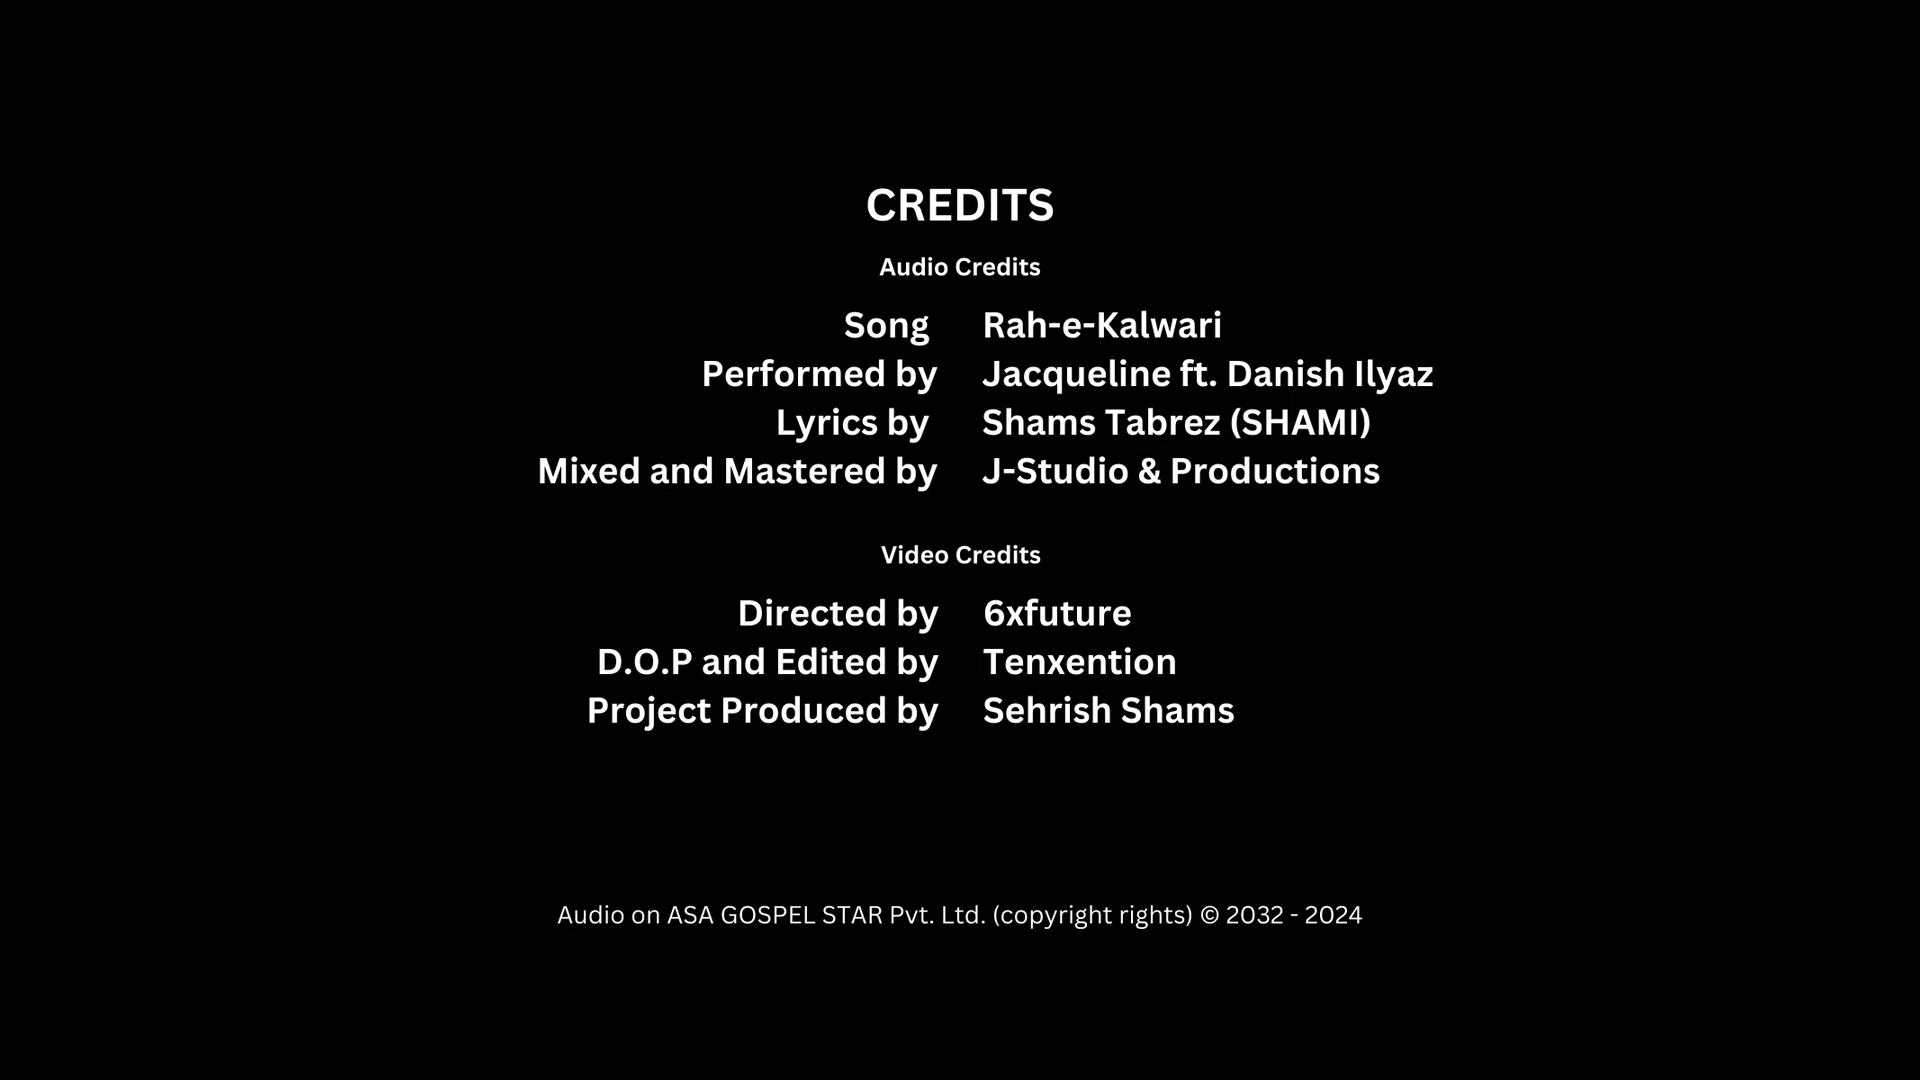 CREDITS
Audio Credits
Song Rah-e-Kalwari
Performed by Jacqueline ft. Danish Ilyaz
Lyrics by Shams Tabrez (SHAMI)
Mixed and Mastered by J-Studio & Productions
Video Credits
Directed by 6xfuture
D.O.P and Edited by Tenxention
Project Produced by Sehrish Shams
Audio on ASA GOSPEL STAR Pvt. Ltd. (copyright rights) © 2032 - 2024